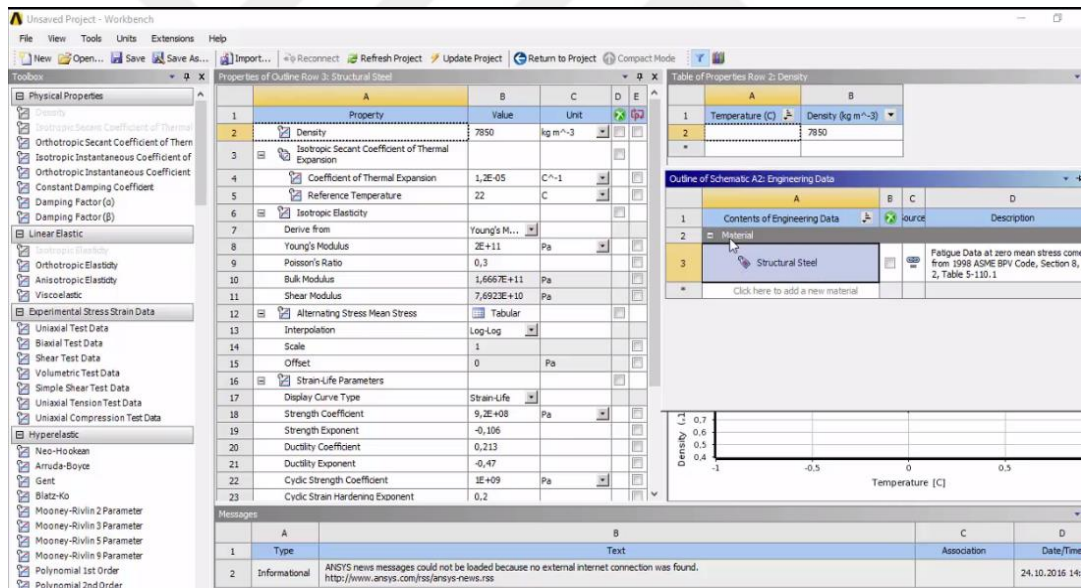 Unsaved Project - Workbench
File View Tools Units Extensions Help
New Open... Save Save As... Import... Reconnect Refresh Project Update Project Return to Project Compact Mode
Toolbox
Physical Properties
Density
Isotropic Secant Coefficient of Thermal
Orthotropic Secant Coefficient of Therm
Isotropic Instantaneous Coefficient of
Orthotropic Instantaneous Coefficient
Constant Damping Coefficient
Damping Factor (α)
Damping Factor (β)
Linear Elastic
Isotropic Elasticity
Orthotropic Elasticity
Anisotropic Elasticity
Viscoelastic
Experimental Stress Strain Data
Uniaxial Test Data
Biaxial Test Data
Shear Test Data
Volumetric Test Data
Simple Shear Test Data
Uniaxial Tension Test Data
Uniaxial Compression Test Data
Hyperelastic
Neo-Hookean
Arruda-Boyce
Gent
Blatz-Ko
Mooney-Rivlin 2 Parameter
Mooney-Rivlin 3 Parameter
Mooney-Rivlin 5 Parameter
Mooney-Rivlin 9 Parameter
Polynomial 1st Order
Polynomial 2nd Order
Properties of Outline Row 3: Structural Steel
A B C D E
1 Property Value Unit
2 Density 7850 kg m^-3
3 Isotropic Secant Coefficient of Thermal
Expansion
4 Coefficient of Thermal Expansion 1,2E-05 C^-1
5 Reference Temperature 22 C
6 Isotropic Elasticity
7 Derive from Young's M...
8 Young's Modulus 2E+11 Pa
9 Poisson's Ratio 0,3
10 Bulk Modulus 1,6667E+11 Pa
11 Shear Modulus 7,6923E+10 Pa
12 Alternating Stress Mean Stress Tabular
13 Interpolation Log-Log
14 Scale 1
15 Offset 0 Pa
16 Strain-Life Parameters
17 Display Curve Type Strain-Life
18 Strength Coefficient 9,2E+08 Pa
19 Strength Exponent -0,106
20 Ductility Coefficient 0,213
21 Ductility Exponent -0,47
22 Cyclic Strength Coefficient 1E+09 Pa
23 Cyclic Strain Hardening Exponent 0,2
Table of Properties Row 2: Density
A B
1 Temperature (C) Density (kg m^-3)
2 7850
*
Outline of Schematic A2: Engineering Data
A B C D
1 Contents of Engineering Data ource Description
2 Material
3 Structural Steel
Fatigue Data at zero mean stress come
from 1998 ASME BPV Code, Section 8,
2, Table 5-110.1
* Click here to add a new material
Density (.1
0,7
0,6
0,5
0,4
-1 -0,5 0 0,5
Temperature [C]
Messages
A B C D
1 Type Text Association Date/Time
2 Informational
ANSYS news messages could not be loaded because no external internet connection was found.
http://www.ansys.com/rss/ansys-news.rss
24.10.2016 14: